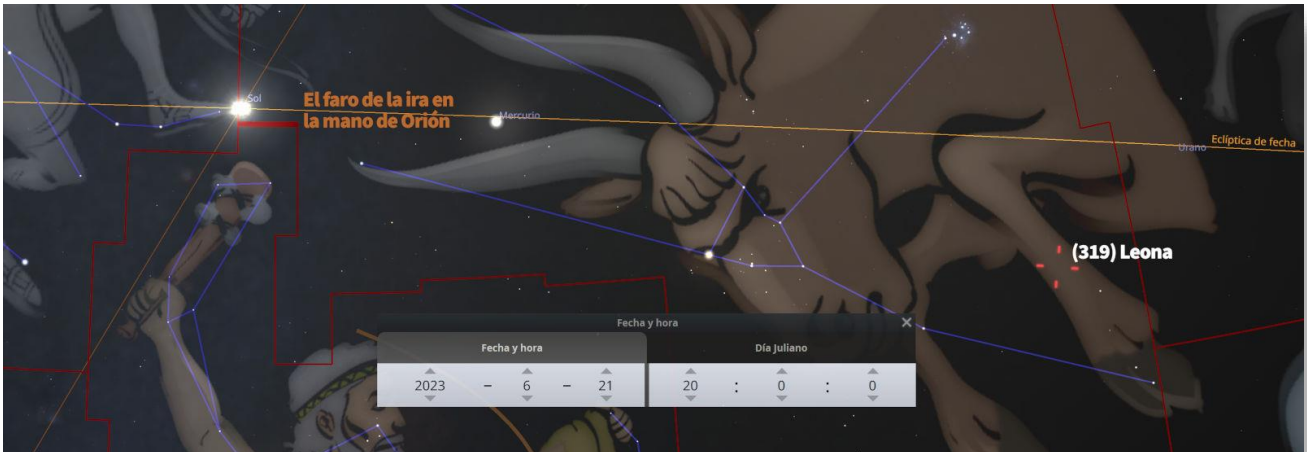 Sol
El faro de la ira en
la mano de Orión
Mercurio
Urano
Eclíptica de fecha
(319) Leona
Fecha y hora
×
Fecha y hora
Día Juliano
2023 – 6 – 21
20 : 0 : 0